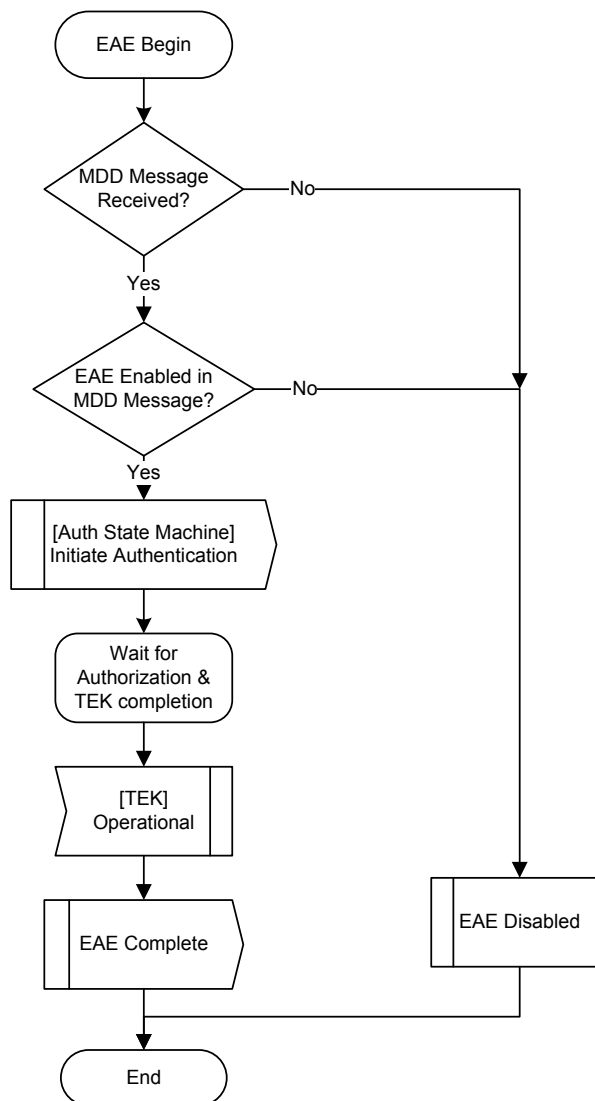 EAE Begin
MDD Message
Received?
No
Yes
EAE Enabled in
MDD Message?
No
Yes
[Auth State Machine]
Initiate Authentication
Wait for
Authorization &
TEK completion
[TEK]
Operational
EAE Complete
EAE Disabled
End